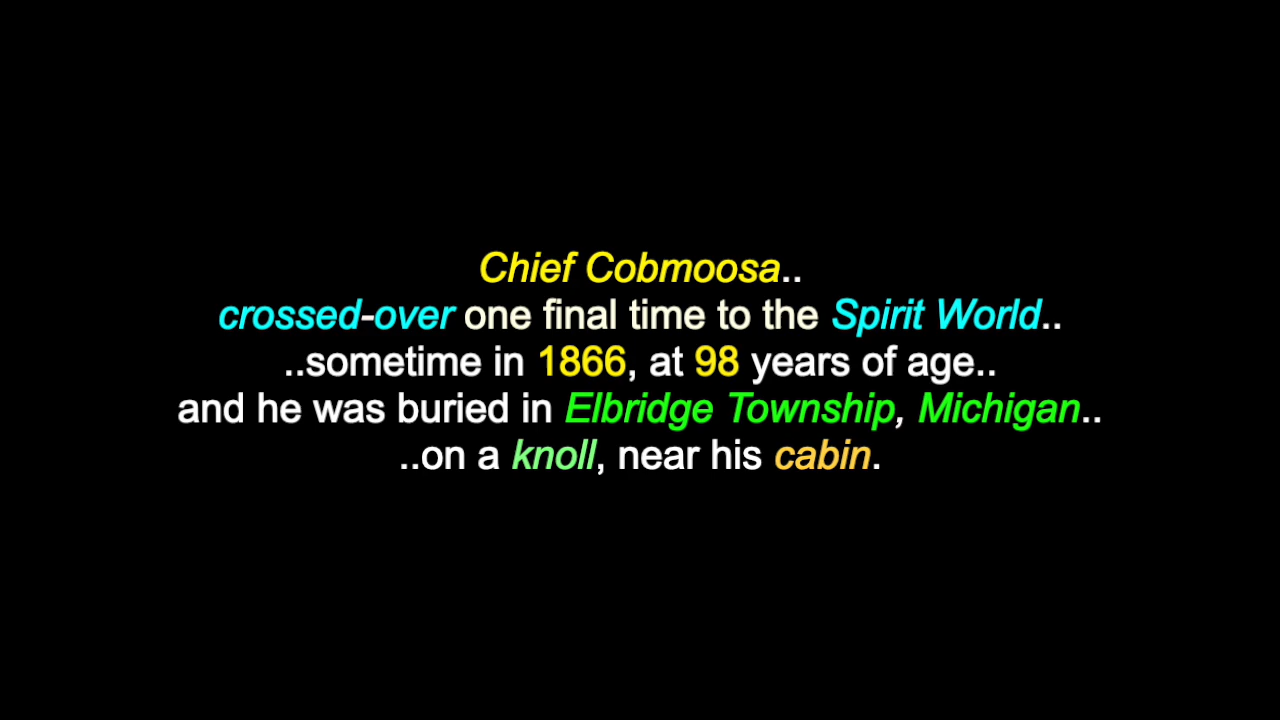 Chief Cobmoosa..
crossed-over one final time to the Spirit World..
..sometime in 1866, at 98 years of age..
and he was buried in Elbridge Township, Michigan..
..on a knoll, near his cabin.